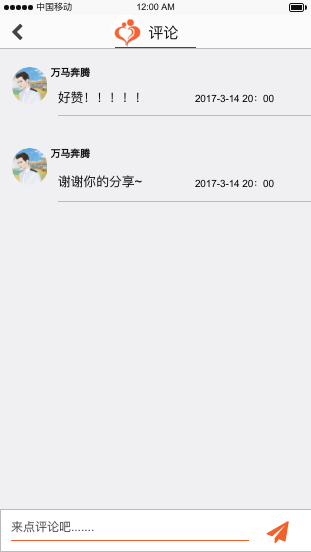 中国移动 12:00 AM
评论
万马奔腾
好赞！！！！！ 2017-3-14 20：00
万马奔腾
谢谢你的分享~ 2017-3-14 20：00
来点评论吧.......